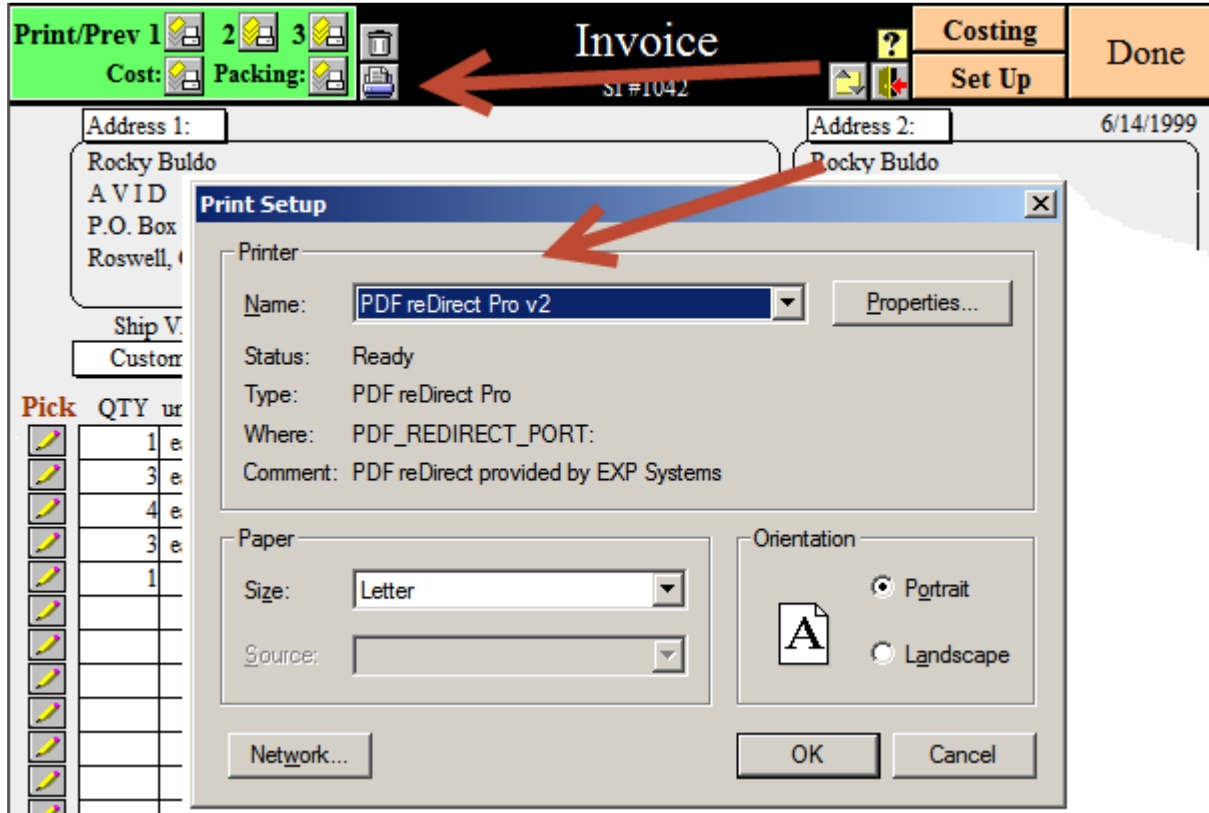 Print/Prev 1 2 3
Cost: Packing:
Invoice
SI #1042
?
Costing
Set Up
Done
Address 1:
Rocky Buldo
A V I D
P.O. Box
Roswell,
Address 2:
6/14/1999
Rocky Buldo
Ship
Custom
Pick QTY
1
3
4
3
1
Print Setup
Printer
Name: PDF reDirect Pro v2 Properties...
Status: Ready
Type: PDF reDirect Pro
Where: PDF_REDIRECT_PORT:
Comment: PDF reDirect provided by EXP Systems
Paper
Size: Letter
Source:
Orientation
A
Portrait
Landscape
Network...
OK
Cancel